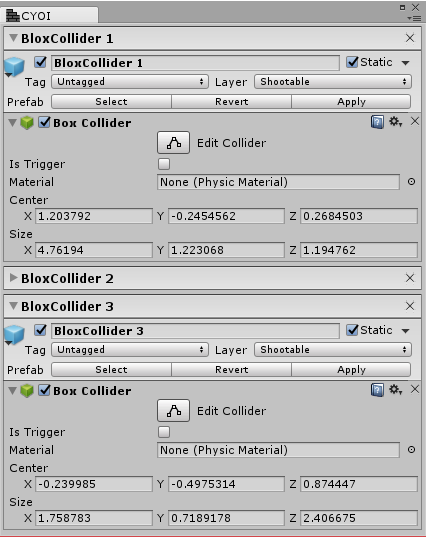 CYOI
BloxCollider 1
BloxCollider 1 Static
Tag Untagged Layer Shootable
Prefab Select Revert Apply
Box Collider
Edit Collider
Is Trigger
Material None (Physic Material)
Center
X 1.203792 Y -0.2454562 Z 0.2684503
Size
X 4.76194 Y 1.223068 Z 1.194762
BloxCollider 2
BloxCollider 3
BloxCollider 3 Static
Tag Untagged Layer Shootable
Prefab Select Revert Apply
Box Collider
Edit Collider
Is Trigger
Material None (Physic Material)
Center
X -0.239985 Y -0.4975314 Z 0.874447
Size
X 1.758783 Y 0.7189178 Z 2.406675